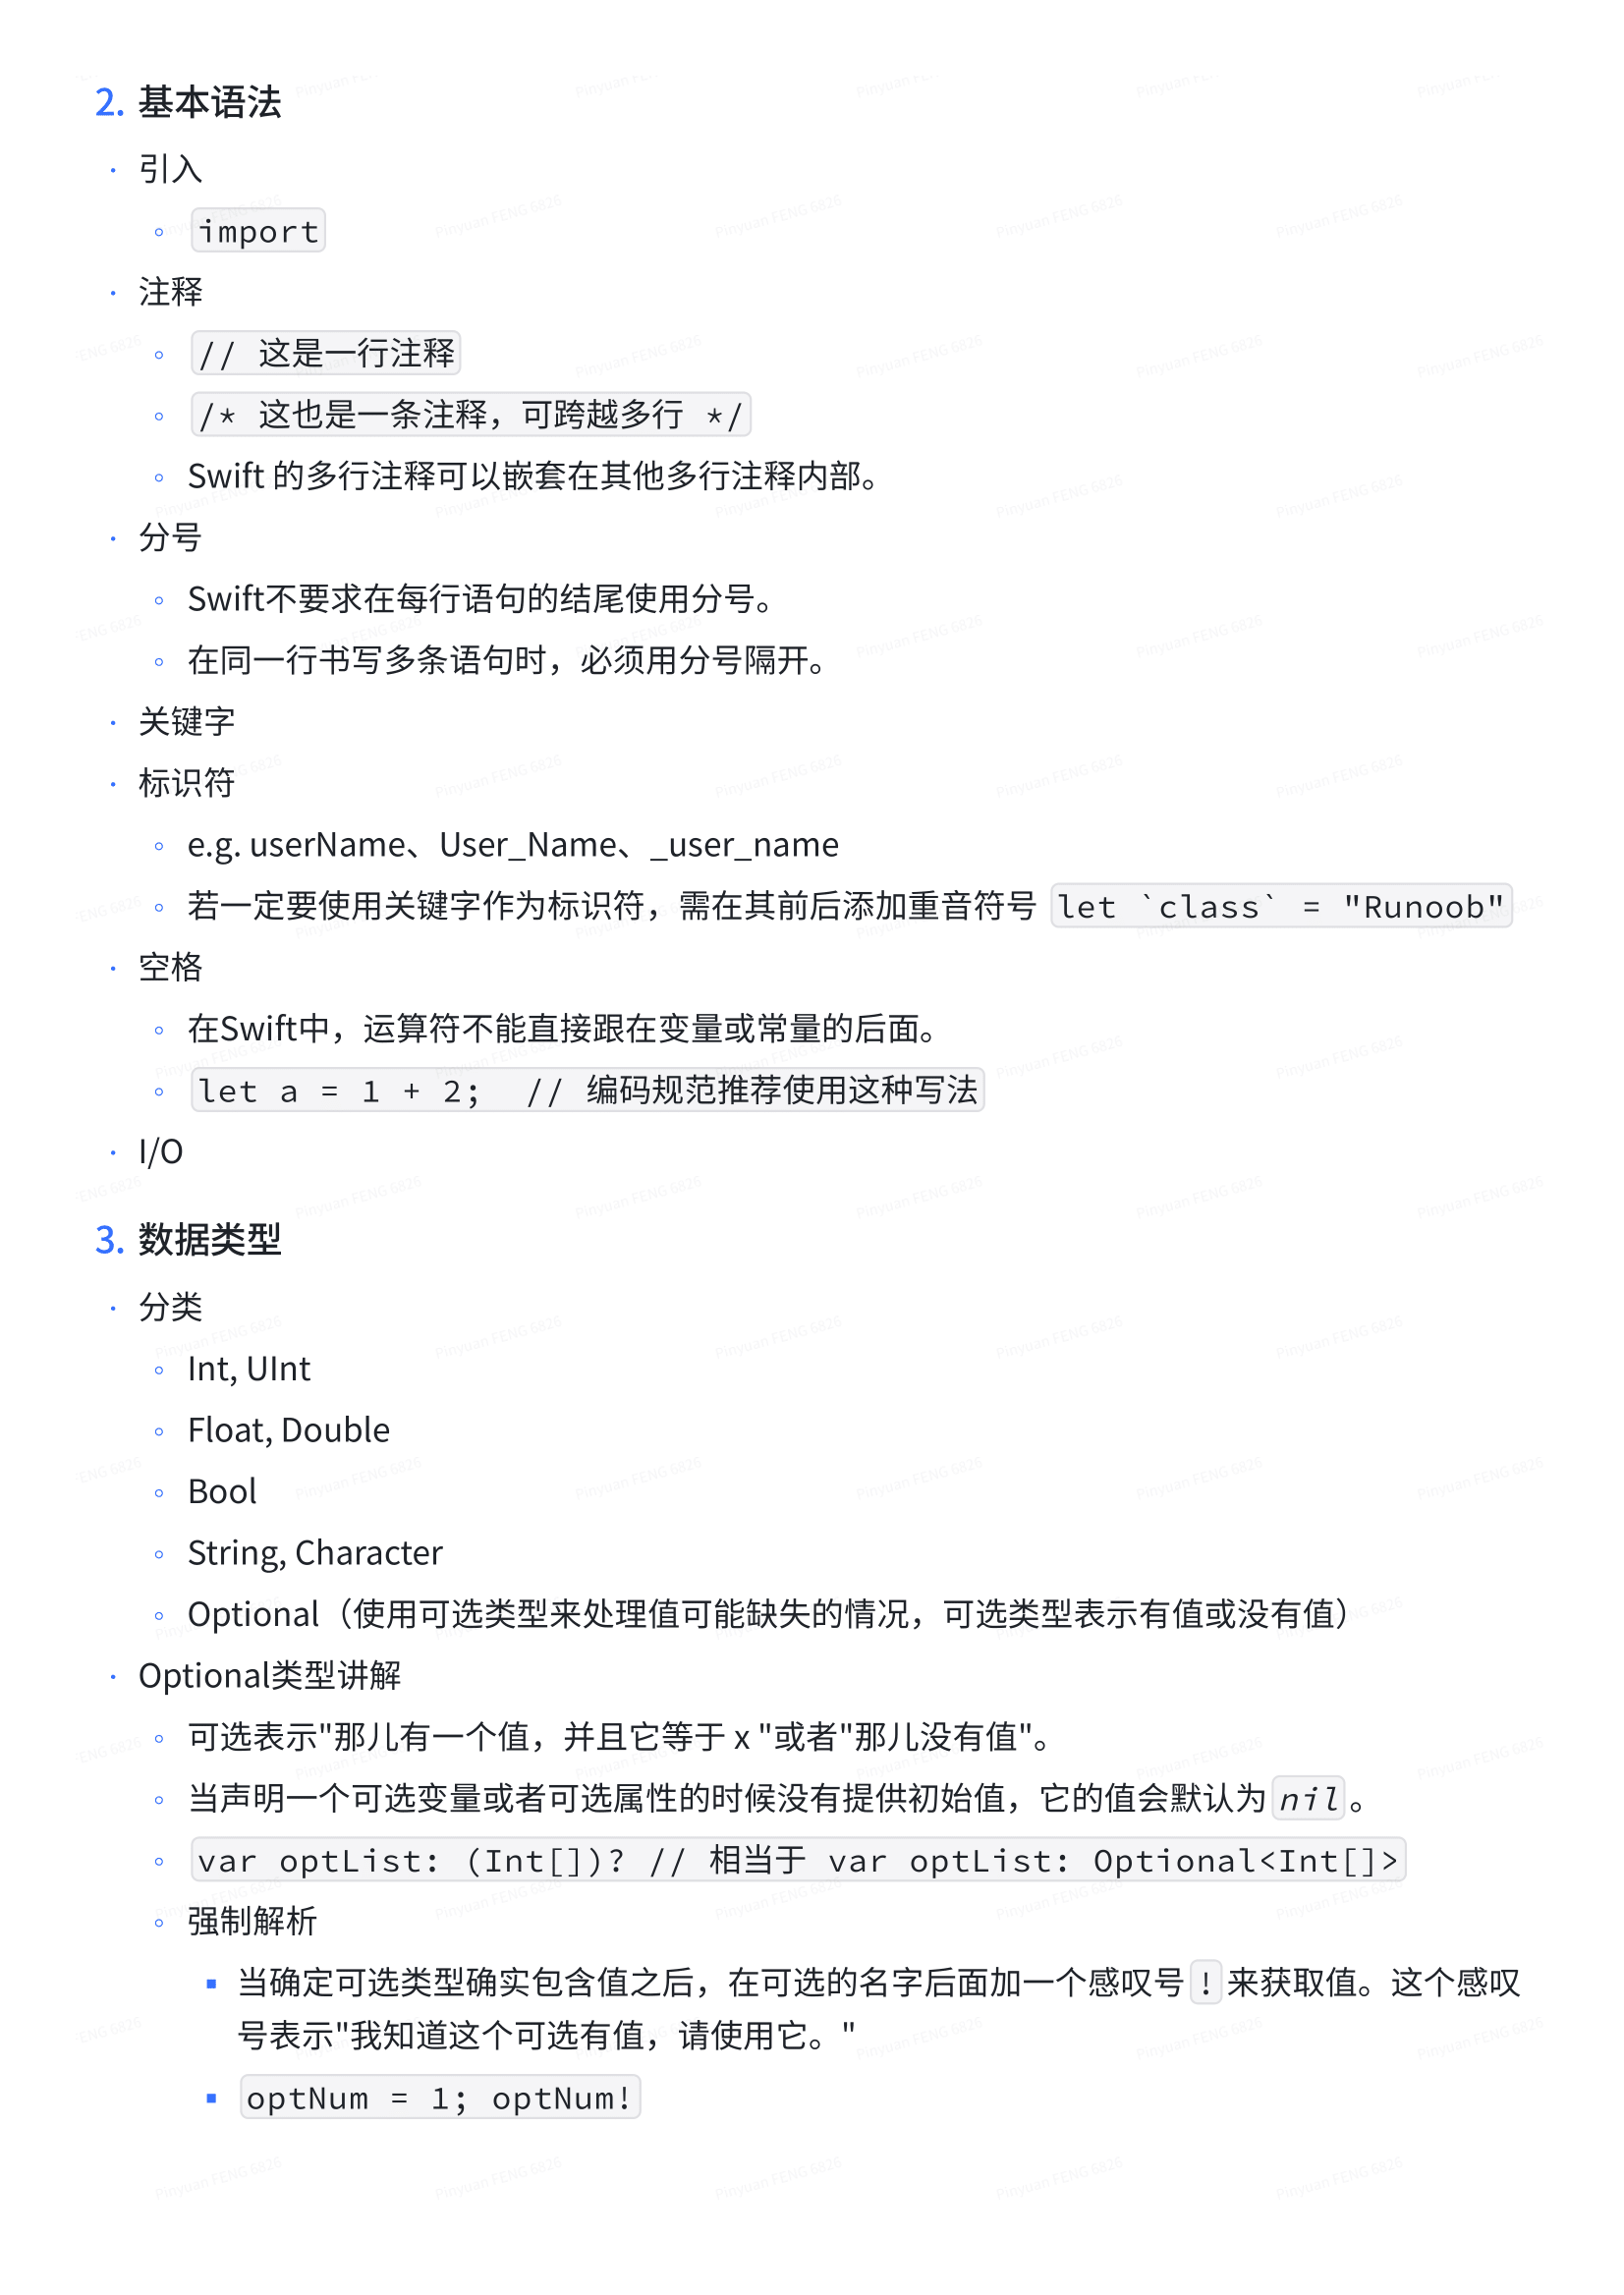 2. 基本语法
· 引入
◦ import
· 注释
◦ // 这是一行注释
◦ /* 这也是一条注释，可跨越多行 */
◦ Swift 的多行注释可以嵌套在其他多行注释内部。
· 分号
◦ Swift不要求在每行语句的结尾使用分号。
◦ 在同一行书写多条语句时，必须用分号隔开。
· 关键字
· 标识符
◦ e.g. userName、User_Name、_user_name
◦ 若一定要使用关键字作为标识符，需在其前后添加重音符号 let `class` = "Runoob"
· 空格
◦ 在Swift中，运算符不能直接跟在变量或常量的后面。
◦ let a = 1 + 2;  // 编码规范推荐使用这种写法
· I/O
3. 数据类型
· 分类
◦ Int, UInt
◦ Float, Double
◦ Bool
◦ String, Character
◦ Optional（使用可选类型来处理值可能缺失的情况，可选类型表示有值或没有值）
· Optional类型讲解
◦ 可选表示"那儿有一个值，并且它等于 x "或者"那儿没有值"。
◦ 当声明一个可选变量或者可选属性的时候没有提供初始值，它的值会默认为 nil 。
◦ var optList: (Int[])? // 相当于 var optList: Optional<Int[]>
◦ 强制解析
▪ 当确定可选类型确实包含值之后，在可选的名字后面加一个感叹号 ! 来获取值。这个感叹
号表示"我知道这个可选有值，请使用它。"
▪ optNum = 1; optNum!
Pinyuan FENG 6826